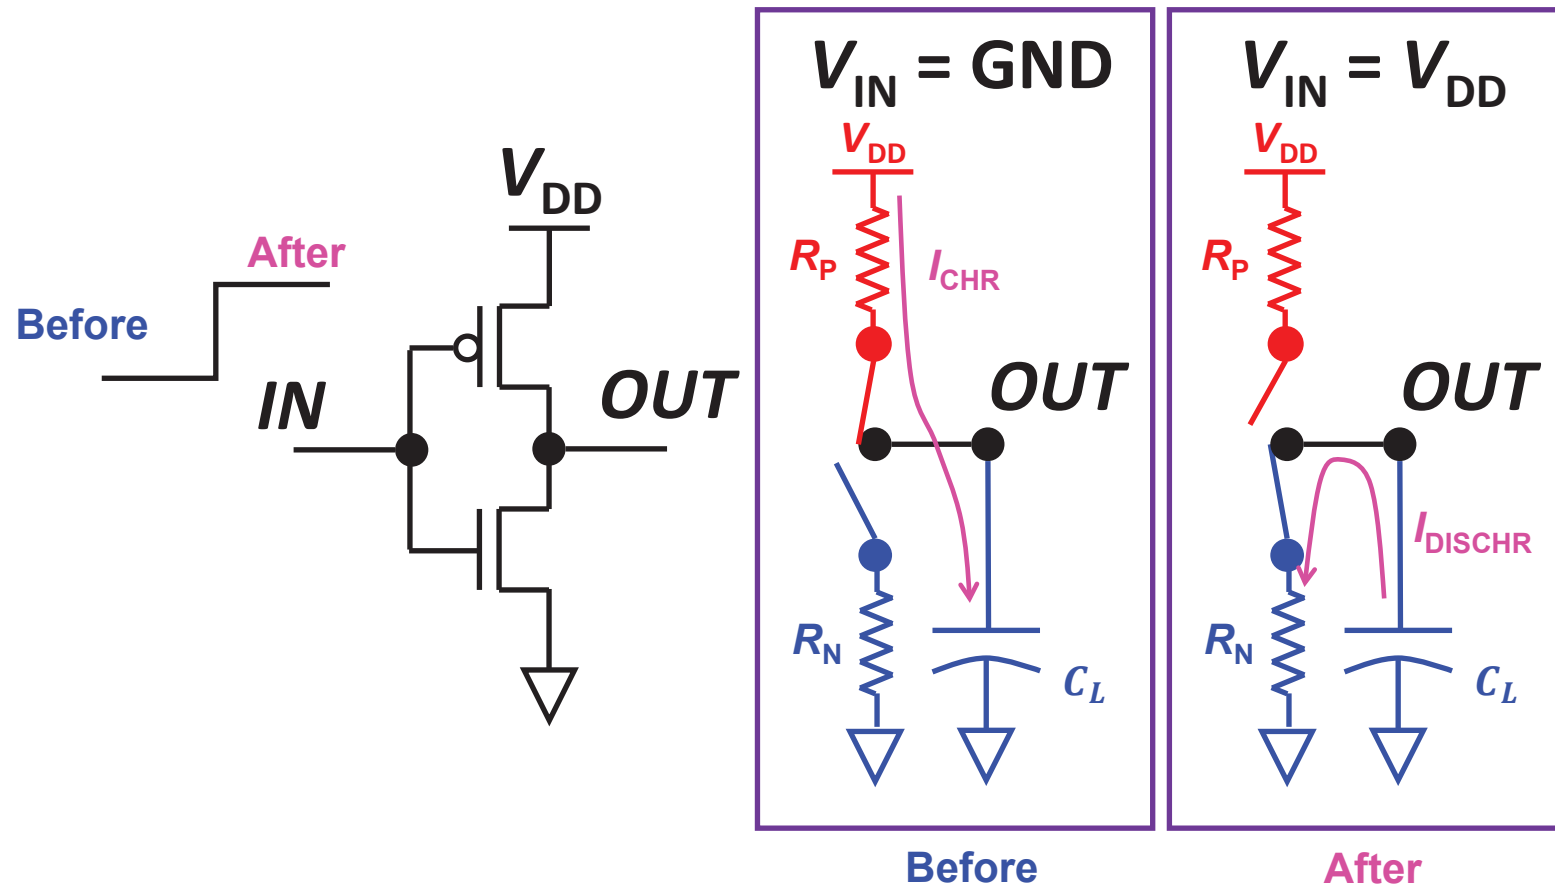 V_DD
After
Before
IN
OUT
V_IN = GND
V_DD
R_P
I_CHR
OUT
R_N
C_L
Before
V_IN = V_DD
V_DD
R_P
OUT
I_DISCHR
R_N
C_L
After